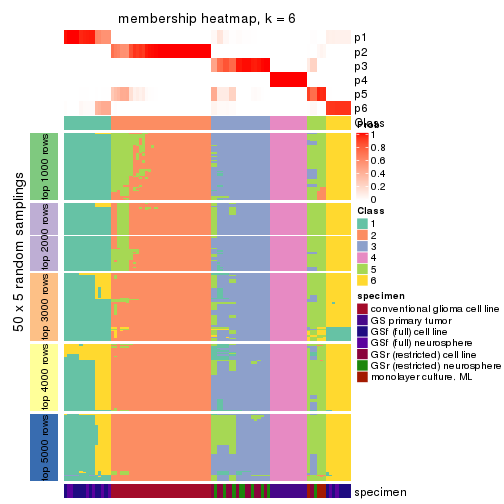 membership heatmap, k = 6
p1
p2
p3
p4
p5
p6
Class
Prob
1
0.8
0.6
0.4
0.2
0
Class
1
2
3
4
5
6
specimen
conventional glioma cell line
GS primary tumor
GSf (full) cell line
GSf (full) neurosphere
GSr (restricted) cell line
GSr (restricted) neurosphere
monolayer culture. ML
50 x 5 random samplings
top 1000 rows
top 2000 rows
top 3000 rows
top 4000 rows
top 5000 rows
specimen